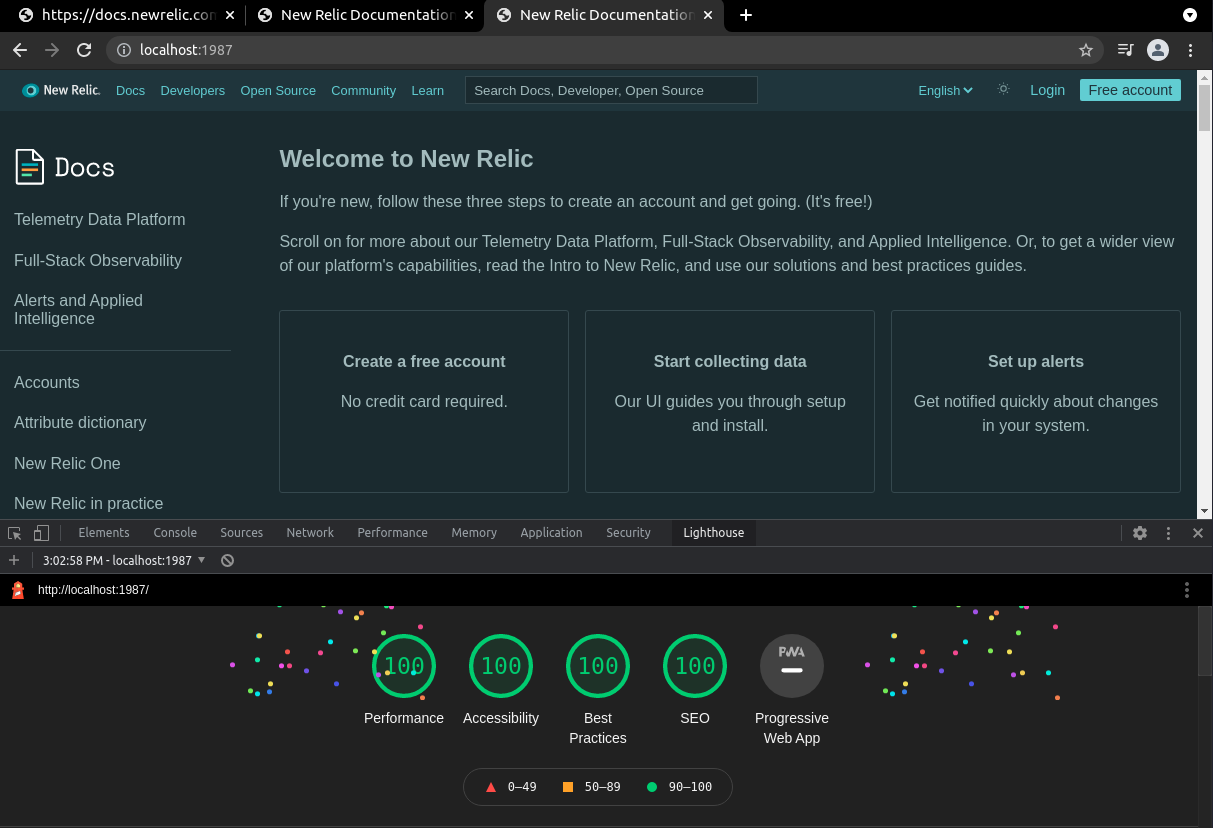 https://docs.newrelic.con
New Relic Documentation
New Relic Documentation
localhost:1987
New Relic.
Docs
Developers
Open Source
Community
Learn
Search Docs, Developer, Open Source
English
Login
Free account
Docs
Telemetry Data Platform
Full-Stack Observability
Alerts and Applied
Intelligence
Accounts
Attribute dictionary
New Relic One
New Relic in practice
Welcome to New Relic
If you're new, follow these three steps to create an account and get going. (It's free!)
Scroll on for more about our Telemetry Data Platform, Full-Stack Observability, and Applied Intelligence. Or, to get a wider view
of our platform's capabilities, read the Intro to New Relic, and use our solutions and best practices guides.
Create a free account
No credit card required.
Start collecting data
Our UI guides you through setup
and install.
Set up alerts
Get notified quickly about changes
in your system.
Elements
Console
Sources
Network
Performance
Memory
Application
Security
Lighthouse
3:02:58 PM - localhost:1987
http://localhost:1987/
100
Performance
100
Accessibility
100
Best
Practices
100
SEO
PWA
Progressive
Web App
0–49
50–89
90–100